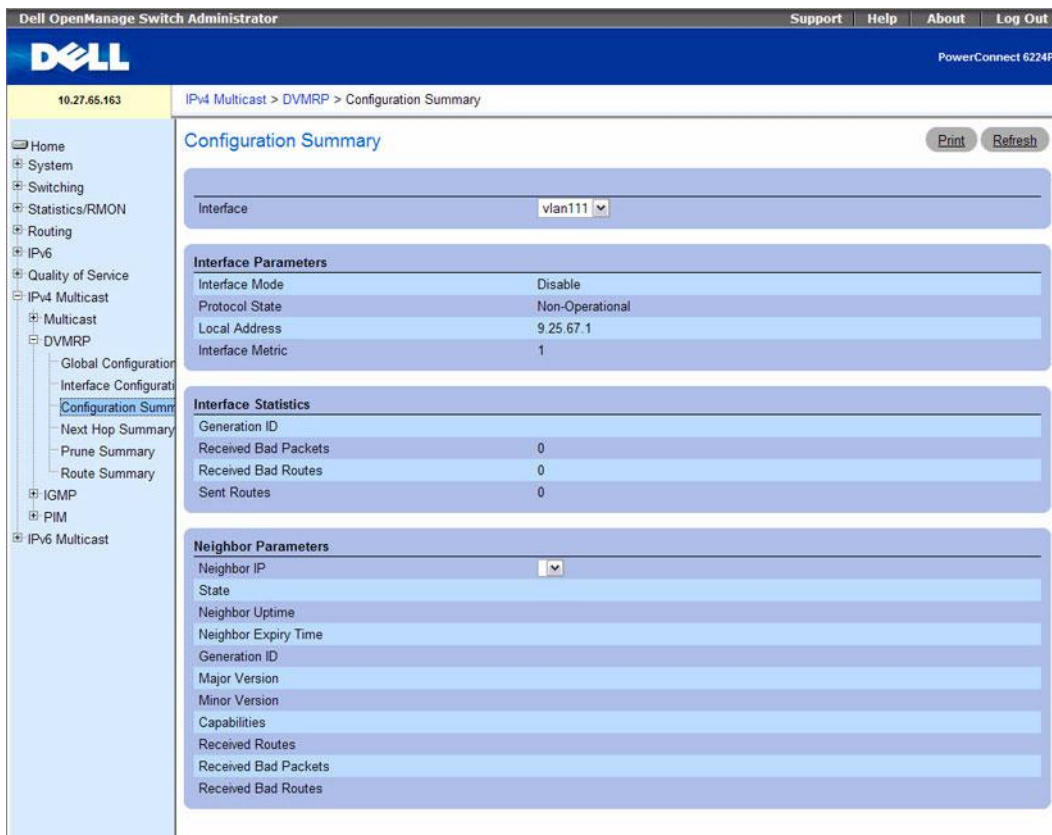 Dell OpenManage Switch Administrator
Support Help About Log Out
DELL
PowerConnect 6224P
10.27.65.163
IPv4 Multicast > DVMRP > Configuration Summary
Home
System
Switching
Statistics/RMON
Routing
IPv6
Quality of Service
IPv4 Multicast
Multicast
DVMRP
Global Configuration
Interface Configurati
Configuration Summ
Next Hop Summary
Prune Summary
Route Summary
IGMP
PIM
IPv6 Multicast
Configuration Summary
Print Refresh
Interface vlan111
Interface Parameters
Interface Mode Disable
Protocol State Non-Operational
Local Address 9.25.67.1
Interface Metric 1
Interface Statistics
Generation ID
Received Bad Packets 0
Received Bad Routes 0
Sent Routes 0
Neighbor Parameters
Neighbor IP
State
Neighbor Uptime
Neighbor Expiry Time
Generation ID
Major Version
Minor Version
Capabilities
Received Routes
Received Bad Packets
Received Bad Routes